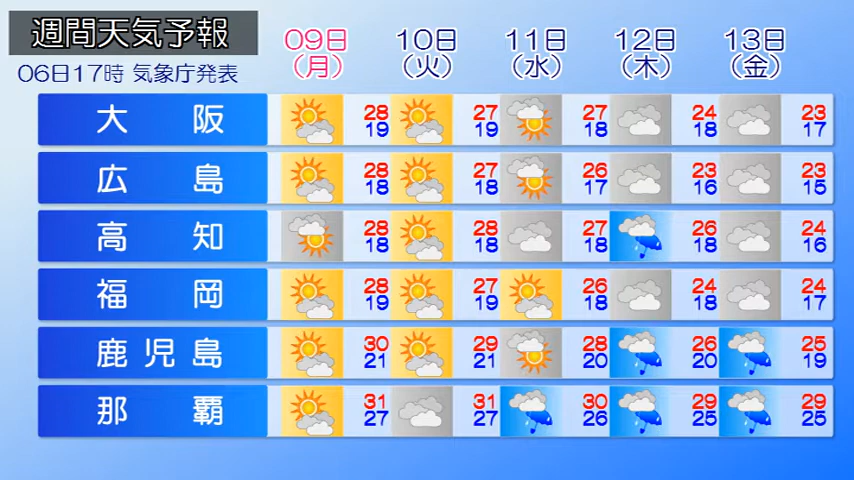 週間天気予報
06日17時 気象庁発表
09日 10日 11日 12日 13日
（月） （火） （水） （木） （金）
大阪 28 19 27 19 27 18 24 18 23 17
広島 28 18 27 18 26 17 23 16 23 15
高知 28 18 28 18 27 18 26 18 24 16
福岡 28 19 27 19 26 18 24 18 24 17
鹿児島 30 21 29 21 28 20 26 20 25 19
那覇 31 27 31 27 30 26 29 25 29 25